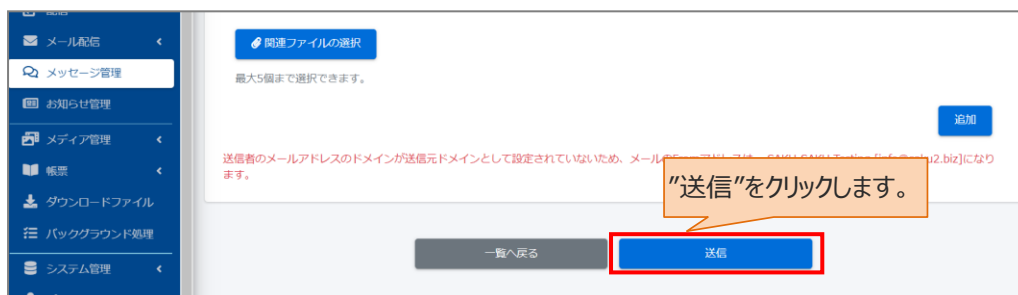 メール配信
メッセージ管理
お知らせ管理
メディア管理
帳票
ダウンロードファイル
バックグラウンド処理
システム管理
関連ファイルの選択
最大5個まで選択できます。
追加
送信者のメールアドレスのドメインが送信元ドメインとして設定されていないため、メールの
u2.biz]になり
ます。
"送信"をクリックします。
一覧へ戻る
送信